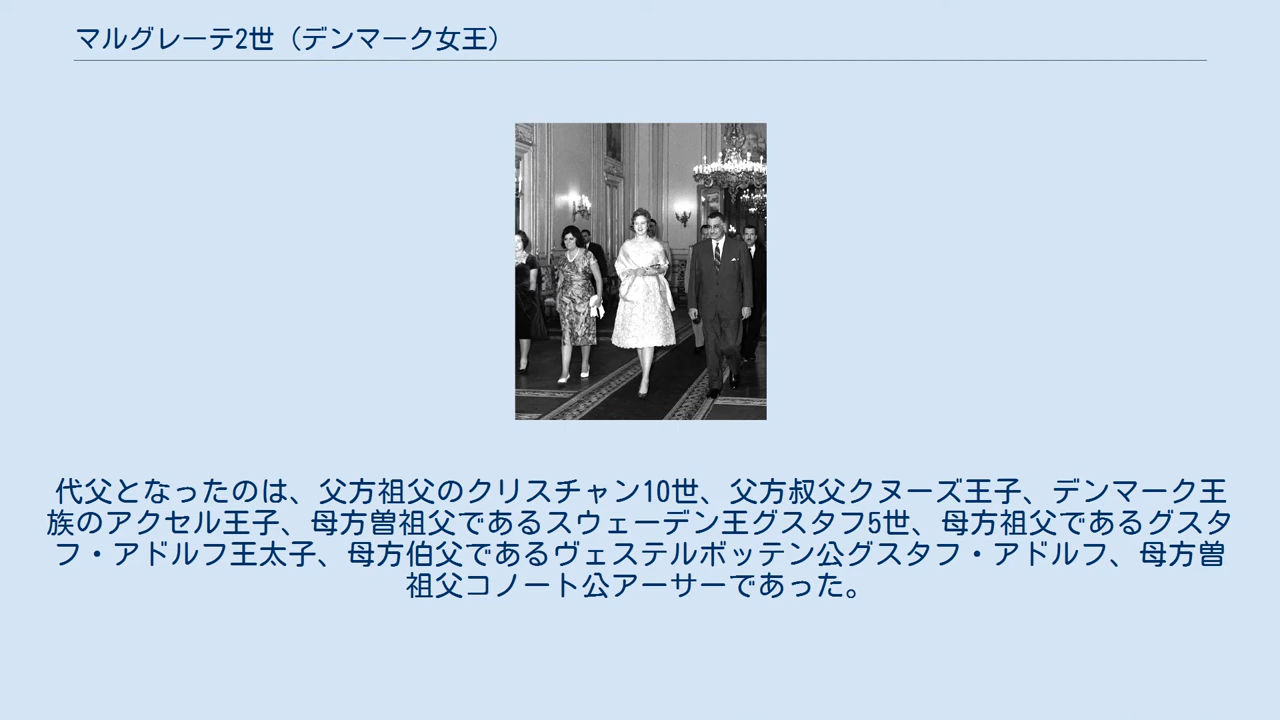 マルグレーテ2世（デンマーク女王）
代父となったのは、父方祖父のクリスチャン10世、父方叔父クヌーズ王子、デンマーク王
族のアクセル王子、母方曽祖父であるスウェーデン王グスタフ5世、母方祖父であるグスタ
フ・アドルフ王太子、母方伯父であるヴェステルボッテン公グスタフ・アドルフ、母方曽
祖父コノート公アーサーであった。